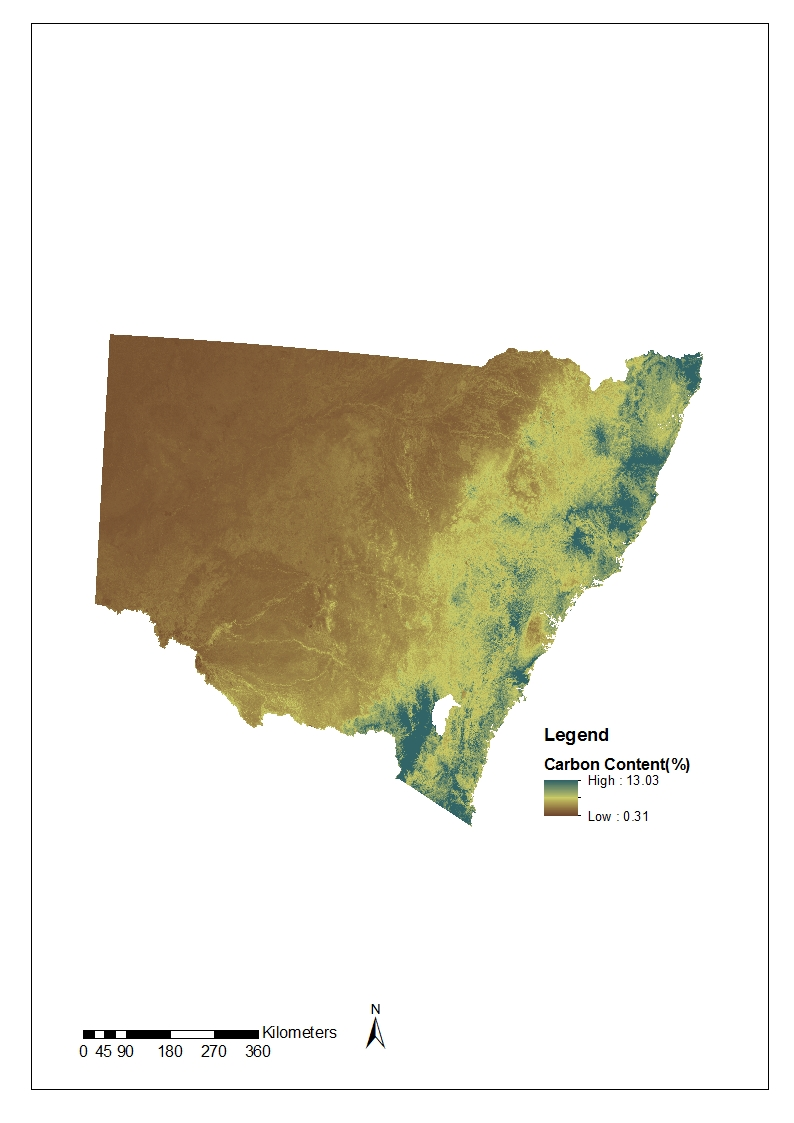 Legend
Carbon Content(%)
High : 13.03
Low : 0.31
N
Kilometers
0 45 90 180 270 360